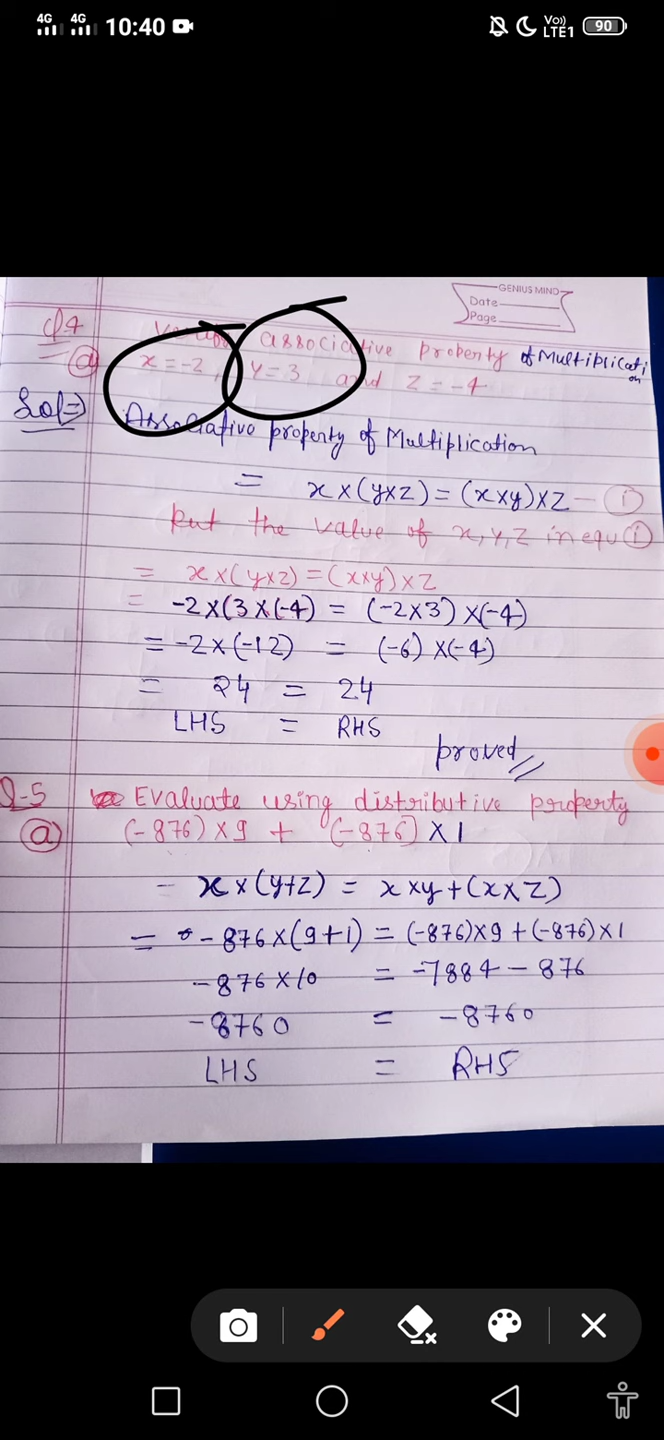 4G 4G 10:40 Vo)) LTE1 90
GENIUS MIND
Date
Page
Q4 associative property of Multiplication
@ x = -2, y = 3 and z = -4
Sol⇒ Associative property of Multiplication
= x × (y×z) = (x×y)×z — ①
Put the value of x, y, z in equ ①
= x×(y×z) = (x×y)×z
= -2×(3×(-4) = (-2×3) ×(-4)
= -2×(-12) = (-6) ×(-4)
= 24 = 24
LHS = RHS
proved
Q-5 Evaluate using distributive property
@ (-876)×9 + (-876)×1
= x × (y+z) = x×y+(x×z)
= -876×(9+1) = (-876)×9+(-876)×1
-876×10 = -7884-876
-8760 = -8760
LHS = RHS